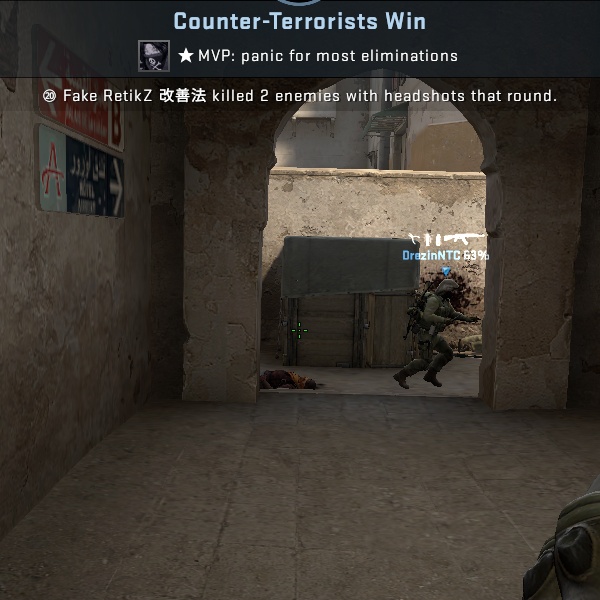 Counter-Terrorists Win
★ MVP: panic for most eliminations
⑳ Fake RetikZ 改善法 killed 2 enemies with headshots that round.
B
A
DrezinNTC 63%